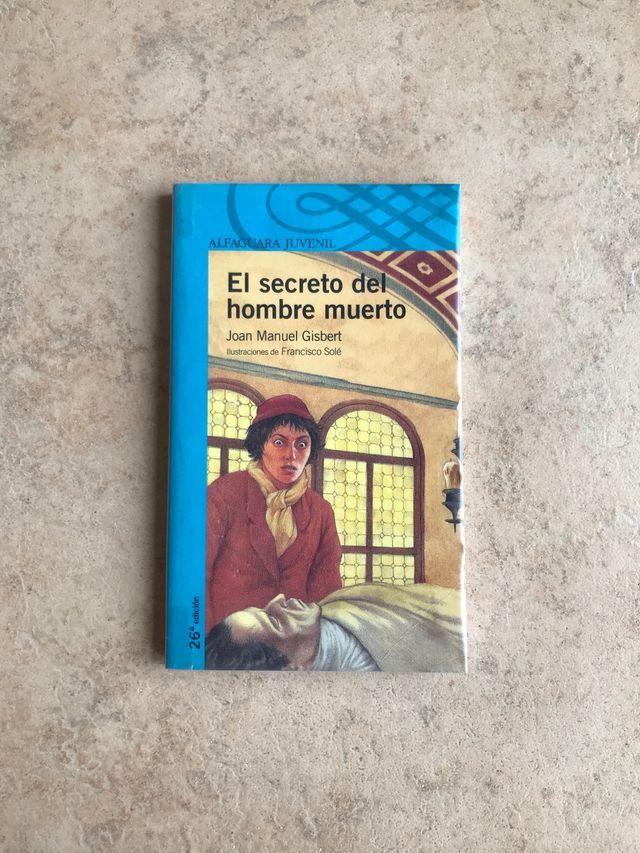 ALFAGUARA JUVENIL
El secreto del
hombre muerto
Joan Manuel Gisbert
Ilustraciones de Francisco Solé
26ª edición